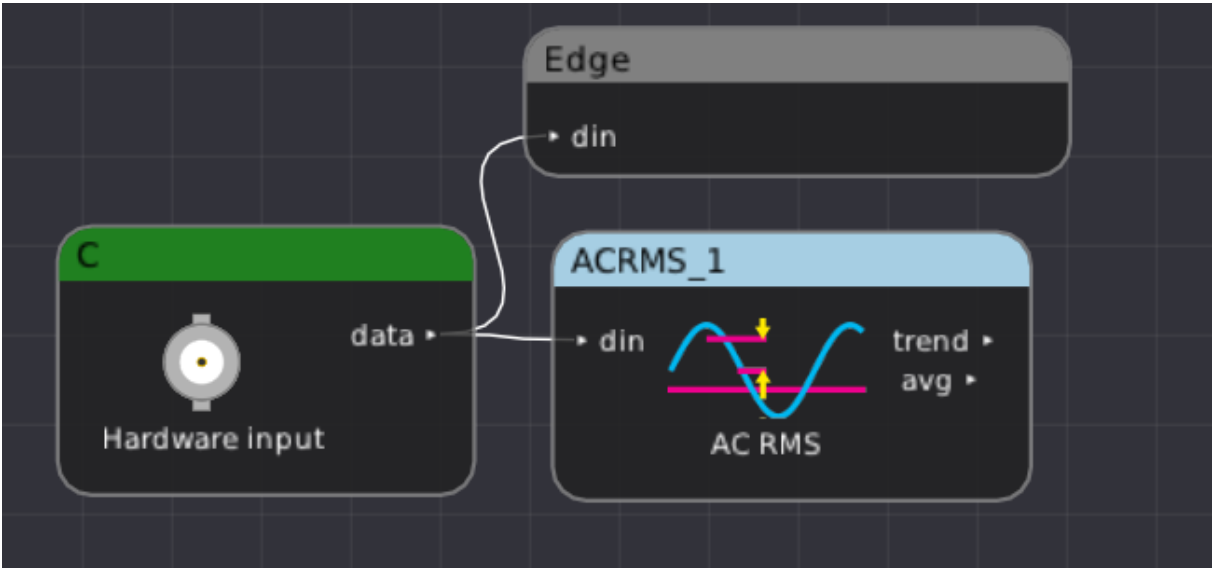 Edge
din
C
data
Hardware input
ACRMS_1
din
trend
avg
AC RMS